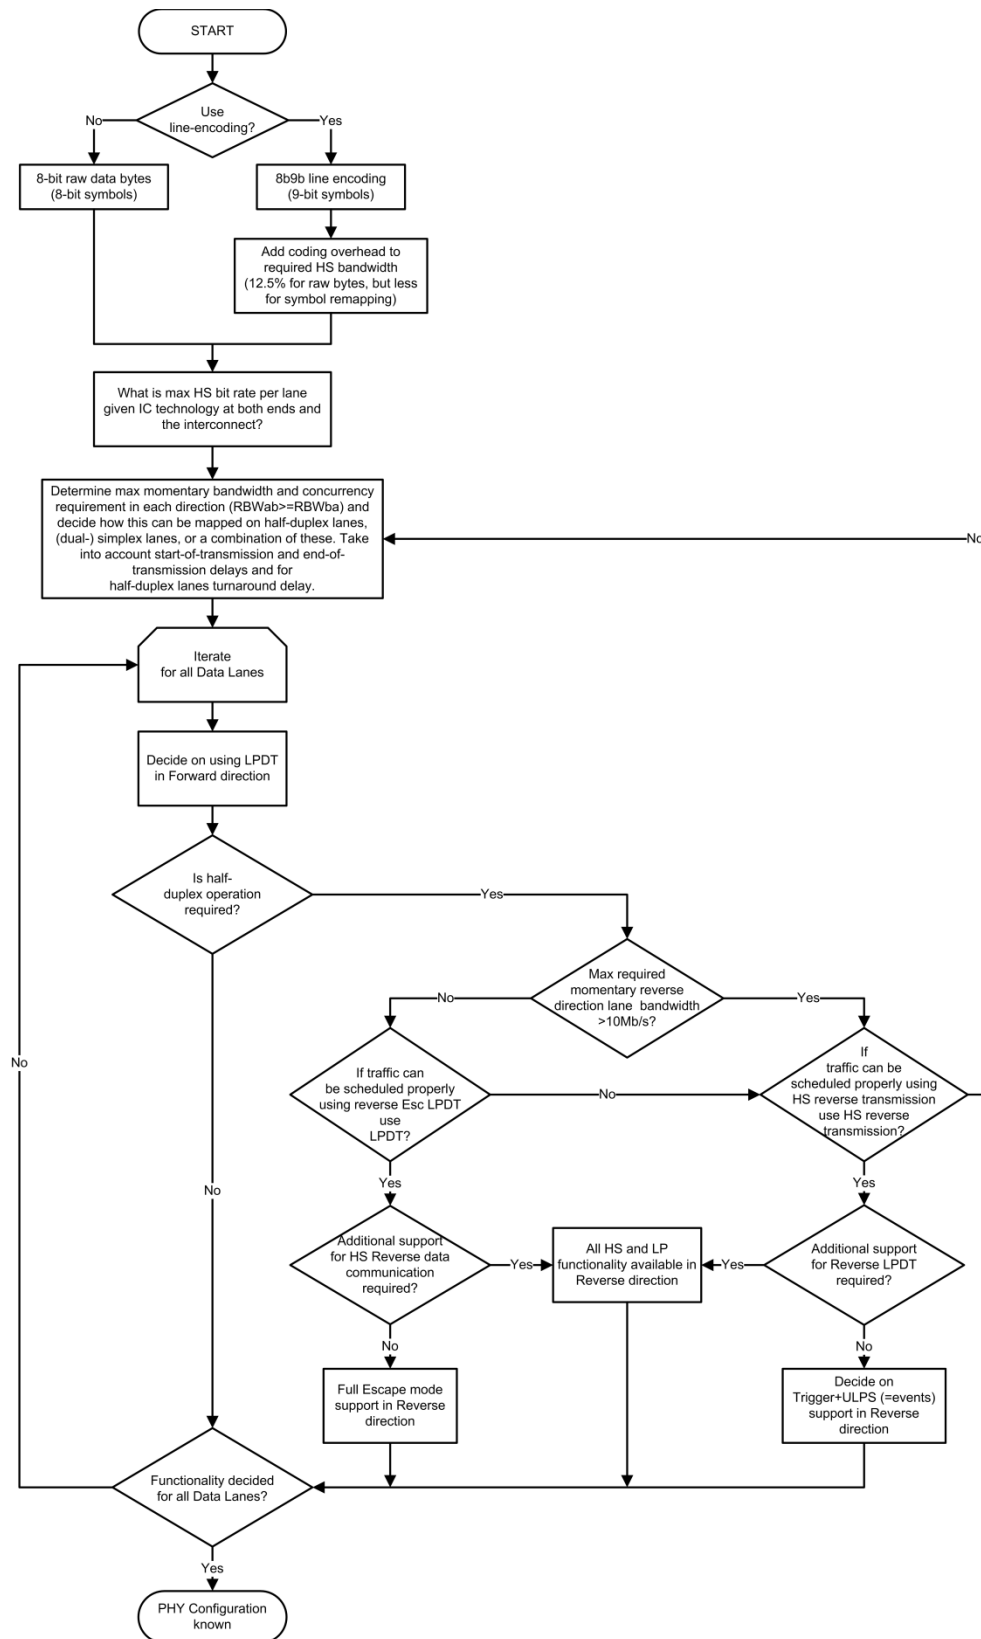 START
Use
line-encoding?
No
Yes
8-bit raw data bytes
(8-bit symbols)
8b9b line encoding
(9-bit symbols)
Add coding overhead to
required HS bandwidth
(12.5% for raw bytes, but less
for symbol remapping)
What is max HS bit rate per lane
given IC technology at both ends and
the interconnect?
Determine max momentary bandwidth and concurrency
requirement in each direction (RBWab>=RBWba) and
decide how this can be mapped on half-duplex lanes,
(dual-) simplex lanes, or a combination of these. Take
into account start-of-transmission and end-of-
transmission delays and for
half-duplex lanes turnaround delay.
No
Iterate
for all Data Lanes
Decide on using LPDT
in Forward direction
Is half-
duplex operation
required?
Yes
Max required
momentary reverse
direction lane bandwidth
>10Mb/s?
No
Yes
No
If traffic can
be scheduled properly
using reverse Esc LPDT
use
LPDT?
No
If
traffic can be
scheduled properly using
HS reverse transmission
use HS reverse
transmission?
No
Yes
Yes
Additional support
for HS Reverse data
communication
required?
Yes
All HS and LP
functionality available in
Reverse direction
Yes
Additional support
for Reverse LPDT
required?
No
No
Full Escape mode
support in Reverse
direction
Decide on
Trigger+ULPS (=events)
support in Reverse
direction
Functionality decided
for all Data Lanes?
Yes
PHY Configuration
known